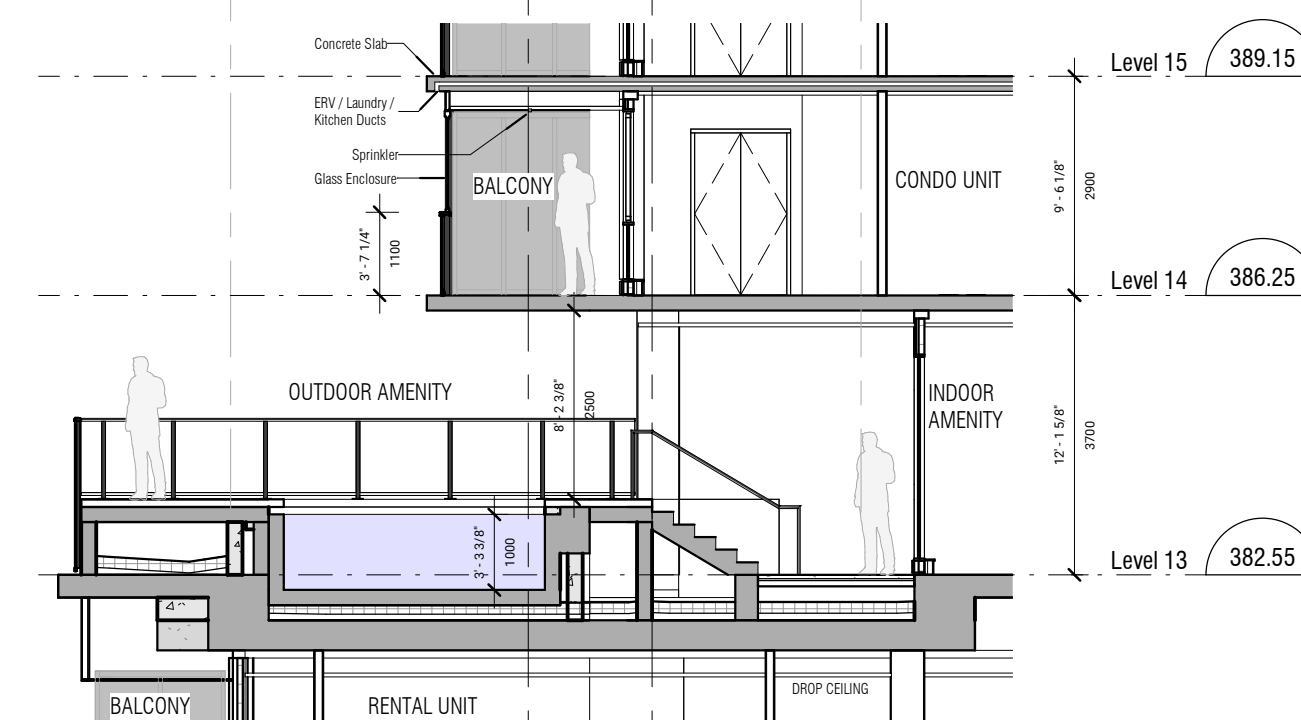 Concrete Slab
ERV / Laundry /
Kitchen Ducts
Sprinkler
Glass Enclosure
BALCONY
CONDO UNIT
3' - 7 1/4"
1100
Level 15
389.15
9' - 6 1/8"
2900
Level 14
386.25
OUTDOOR AMENITY
8' - 2 3/8"
2500
INDOOR
AMENITY
12' - 1 5/8"
3700
3' - 3 3/8"
1000
Level 13
382.55
BALCONY
RENTAL UNIT
DROP CEILING